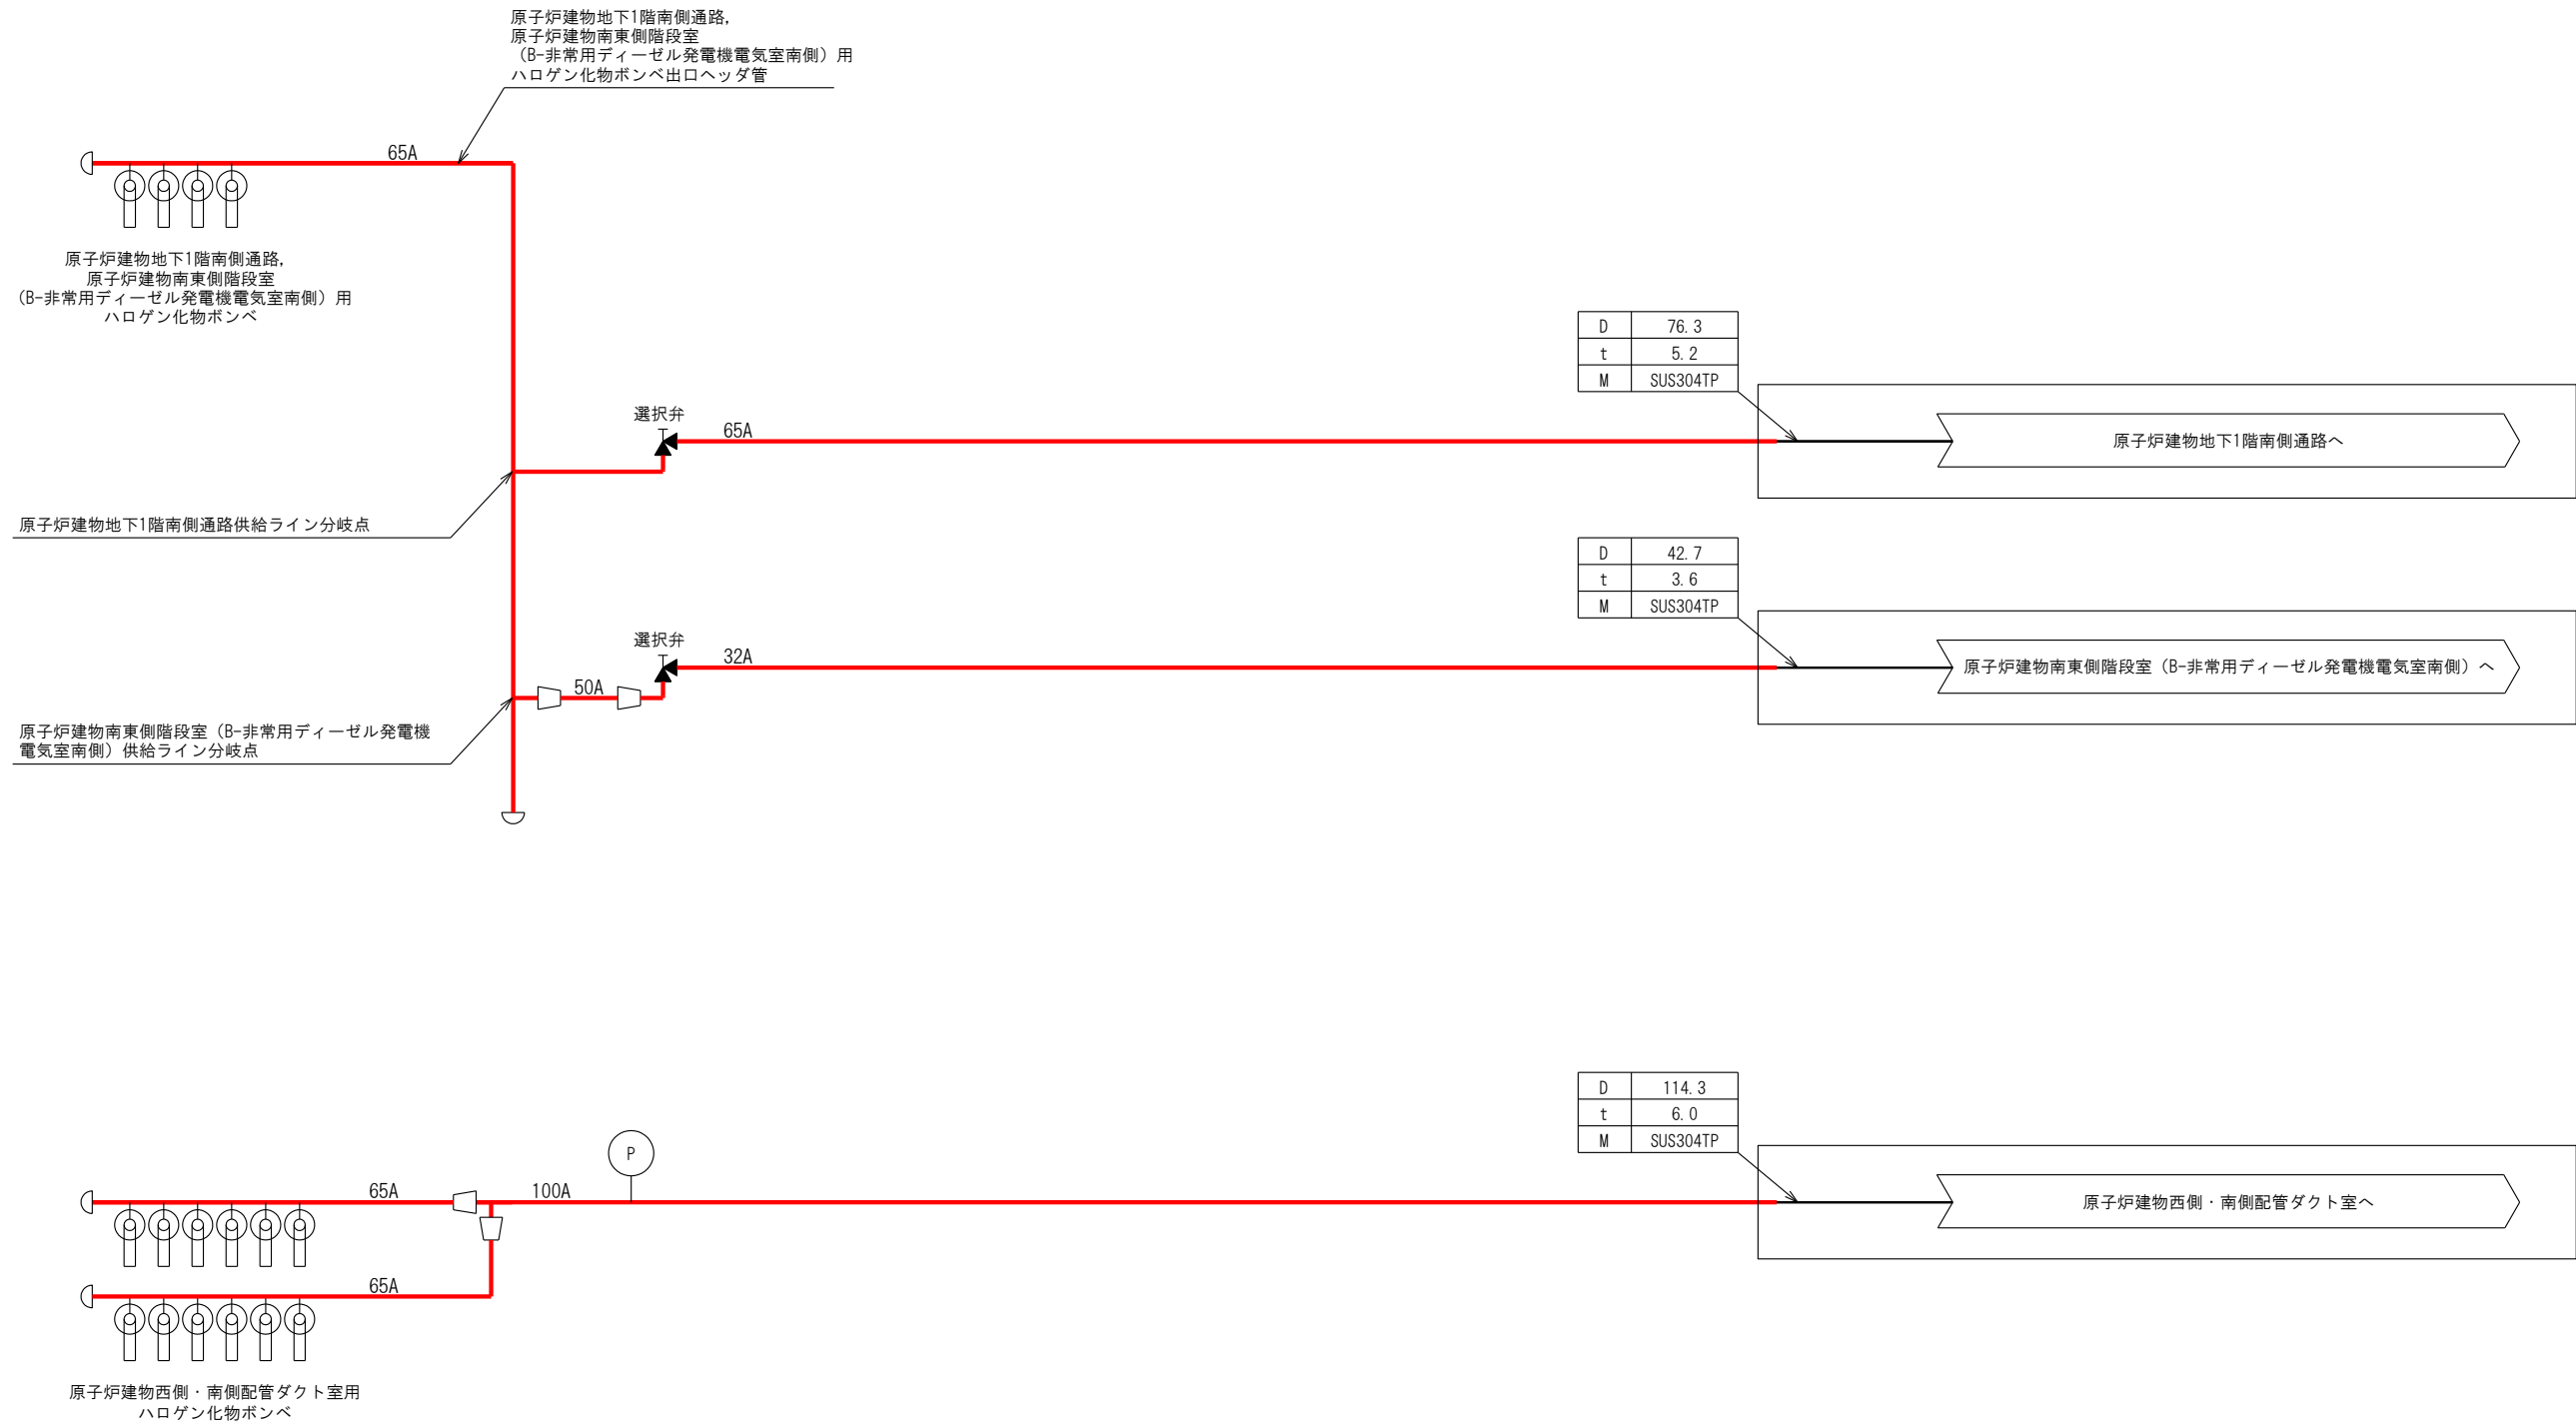 原子炉建物地下1階南側通路,
原子炉建物南東側階段室
（B-非常用ディーゼル発電機電気室南側）用
ハロゲン化物ボンベ出口ヘッダ管
65A
原子炉建物地下1階南側通路,
原子炉建物南東側階段室
（B-非常用ディーゼル発電機電気室南側）用
ハロゲン化物ボンベ
D 76.3
t 5.2
M SUS304TP
選択弁
65A
原子炉建物地下1階南側通路へ
原子炉建物地下1階南側通路供給ライン分岐点
D 42.7
t 3.6
M SUS304TP
選択弁
32A
原子炉建物南東側階段室（B-非常用ディーゼル発電機電気室南側）へ
50A
原子炉建物南東側階段室（B-非常用ディーゼル発電機
電気室南側）供給ライン分岐点
D 114.3
t 6.0
M SUS304TP
P
65A
100A
原子炉建物西側・南側配管ダクト室へ
65A
原子炉建物西側・南側配管ダクト室用
ハロゲン化物ボンベ